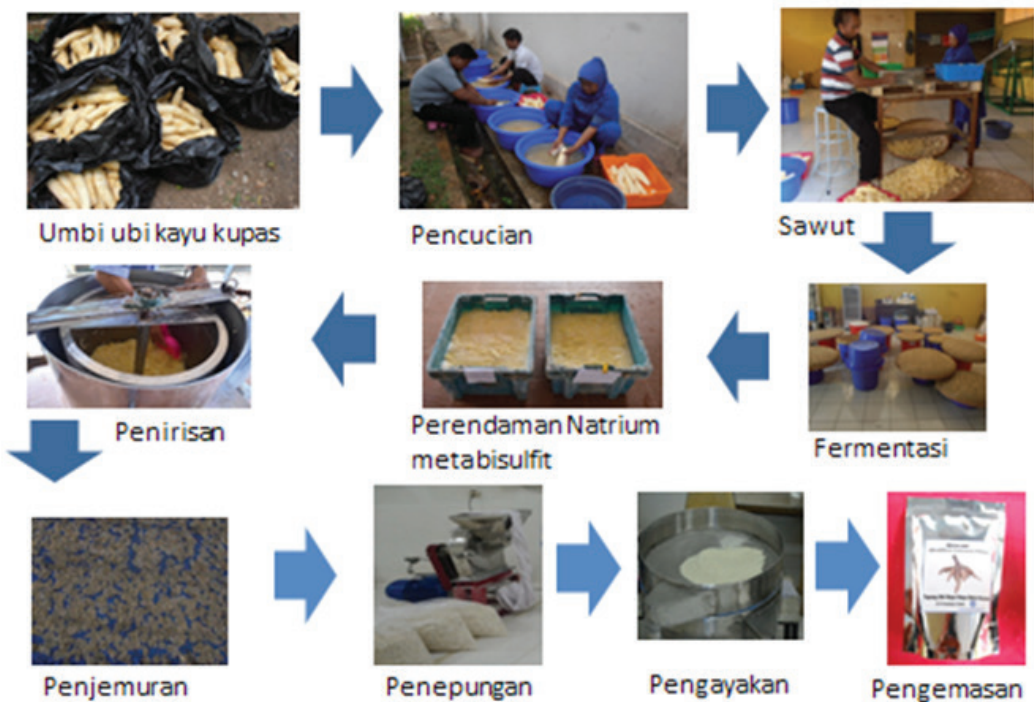 Umbi ubi kayu kupas
Pencucian
Sawut
Fermentasi
Perendaman Natrium
metabisulfit
Penirisan
Penjemuran
Penepungan
Pengayakan
Pengemasan